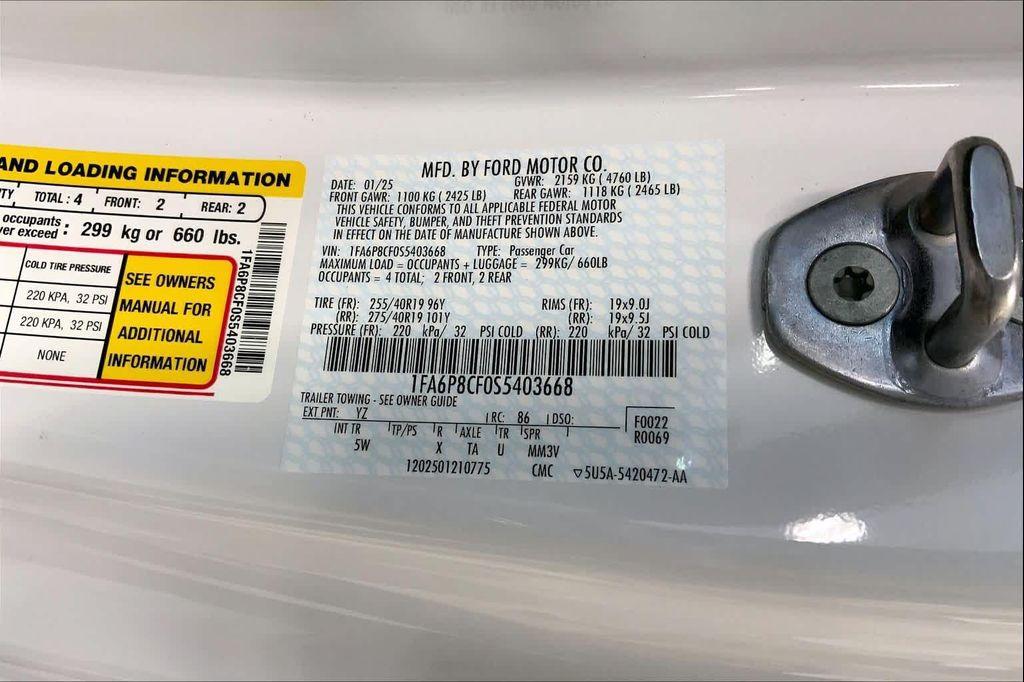 AND LOADING INFORMATION
TOTAL: 4 FRONT: 2 REAR: 2
occupants
er exceed : 299 kg or 660 lbs.
COLD TIRE PRESSURE
220 KPA, 32 PSI
220 KPA, 32 PSI
NONE
SEE OWNERS
MANUAL FOR
ADDITIONAL
INFORMATION
1FA6P8CF0S5403668
MFD. BY FORD MOTOR CO.
DATE: 01/25 GVWR: 2159 KG ( 4760 LB)
FRONT GAWR: 1100 KG ( 2425 LB) REAR GAWR: 1118 KG ( 2465 LB)
THIS VEHICLE CONFORMS TO ALL APPLICABLE FEDERAL MOTOR
VEHICLE SAFETY, BUMPER, AND THEFT PREVENTION STANDARDS
IN EFFECT ON THE DATE OF MANUFACTURE SHOWN ABOVE.
VIN: 1FA6P8CF0S5403668 TYPE: Passenger Car
MAXIMUM LOAD = OCCUPANTS + LUGGAGE = 299KG/ 660LB
OCCUPANTS = 4 TOTAL; 2 FRONT, 2 REAR
TIRE (FR): 255/40R19 96Y RIMS (FR): 19x9.0J
(RR): 275/40R19 101Y (RR): 19x9.5J
PRESSURE (FR): 220 kPa/ 32 PSI COLD (RR): 220 kPa/ 32 PSI COLD
1FA6P8CF0S5403668
TRAILER TOWING - SEE OWNER GUIDE
EXT PNT: YZ RC: 86 DSO: F0022
INT TR TP/PS R AXLE TR SPR R0069
5W X TA U MM3V
1202501210775 CMC ▽5U5A-5420472-AA